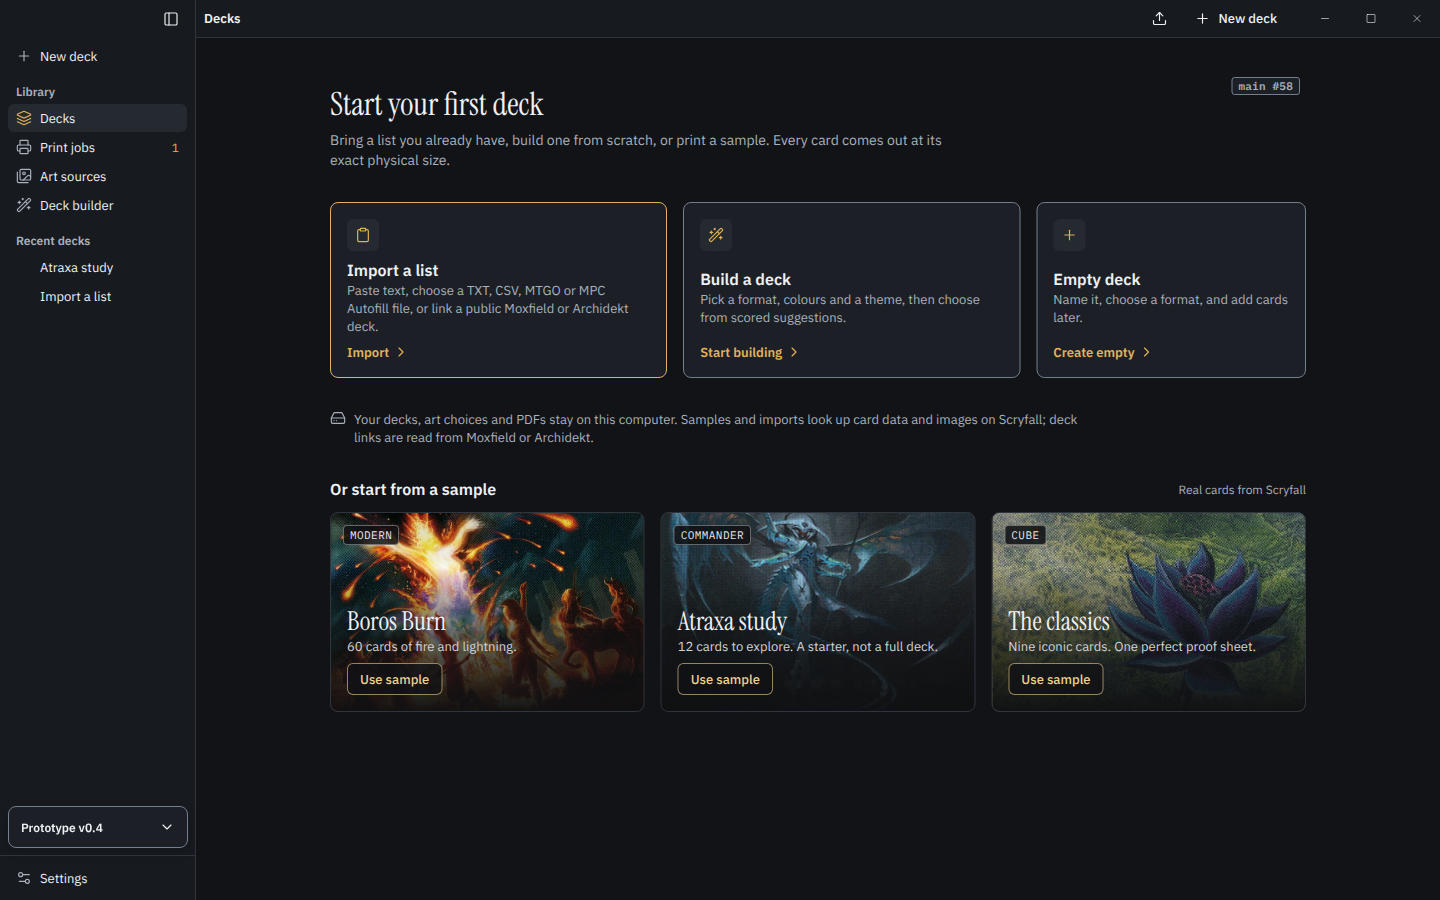 Decks
New deck
New deck
Library
Decks
Print jobs 1
Art sources
Deck builder
Recent decks
Atraxa study
Import a list
Prototype v0.4
Settings
main #58
Start your first deck
Bring a list you already have, build one from scratch, or print a sample. Every card comes out at its
exact physical size.
Import a list
Paste text, choose a TXT, CSV, MTGO or MPC
Autofill file, or link a public Moxfield or Archidekt
deck.
Import
Build a deck
Pick a format, colours and a theme, then choose
from scored suggestions.
Start building
Empty deck
Name it, choose a format, and add cards
later.
Create empty
Your decks, art choices and PDFs stay on this computer. Samples and imports look up card data and images on Scryfall; deck
links are read from Moxfield or Archidekt.
Or start from a sample
Real cards from Scryfall
MODERN
Boros Burn
60 cards of fire and lightning.
Use sample
COMMANDER
Atraxa study
12 cards to explore. A starter, not a full deck.
Use sample
CUBE
The classics
Nine iconic cards. One perfect proof sheet.
Use sample